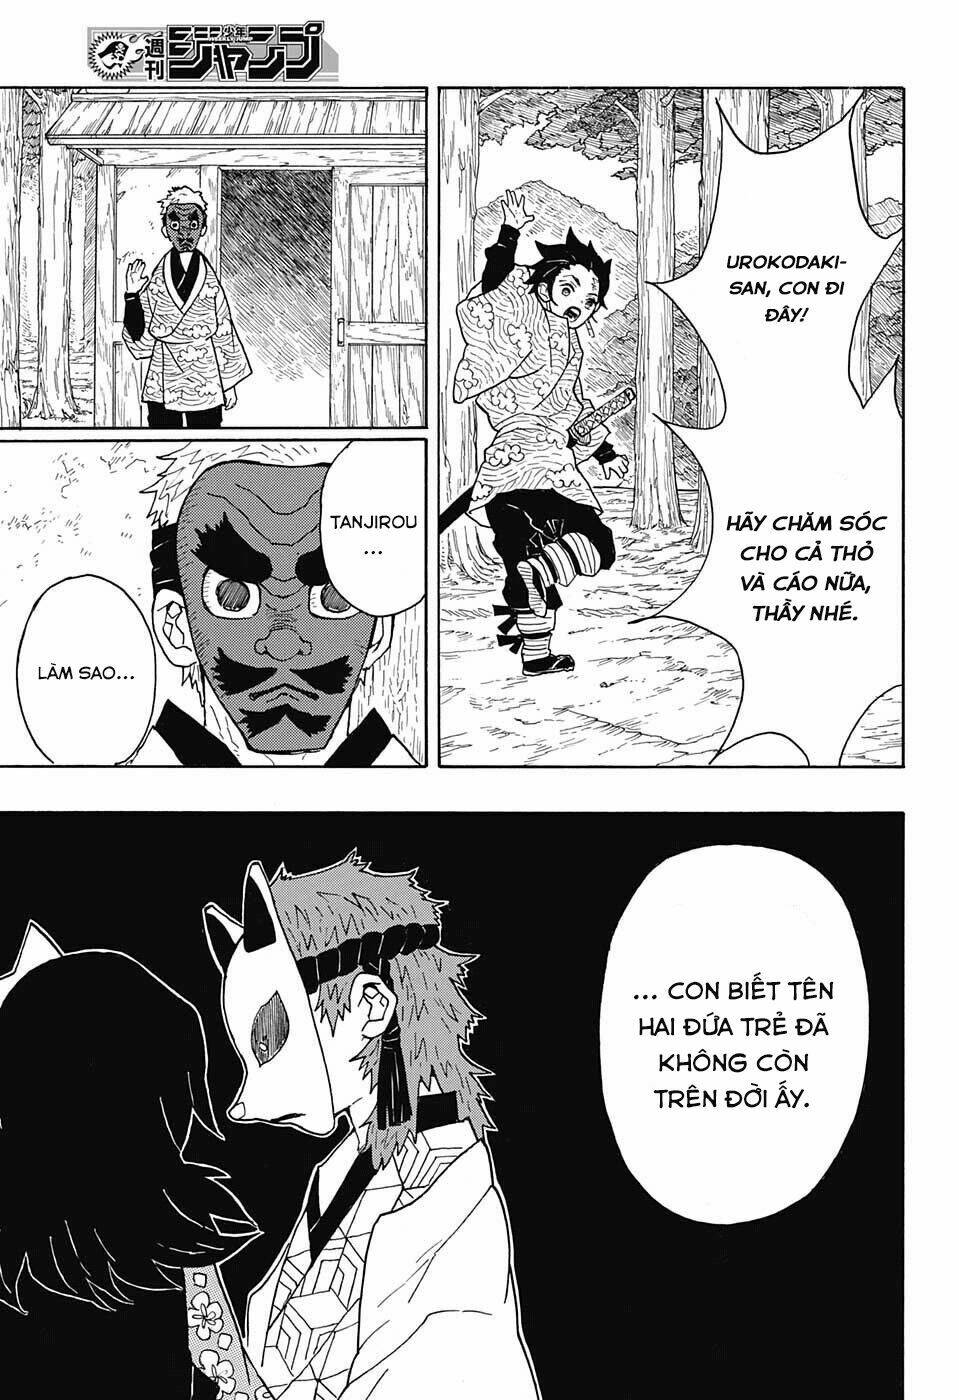 週刊
少年
ジャンプ
WEEKLY JUMP
UROKODAKI-
SAN, CON ĐI
ĐÂY!
HÃY CHĂM SÓC
CHO CẢ THỎ
VÀ CÁO NỮA,
THẦY NHÉ.
TANJIROU
...
LÀM SAO...
... CON BIẾT TÊN
HAI ĐỨA TRẺ ĐÃ
KHÔNG CÒN
TRÊN ĐỜI ẤY.